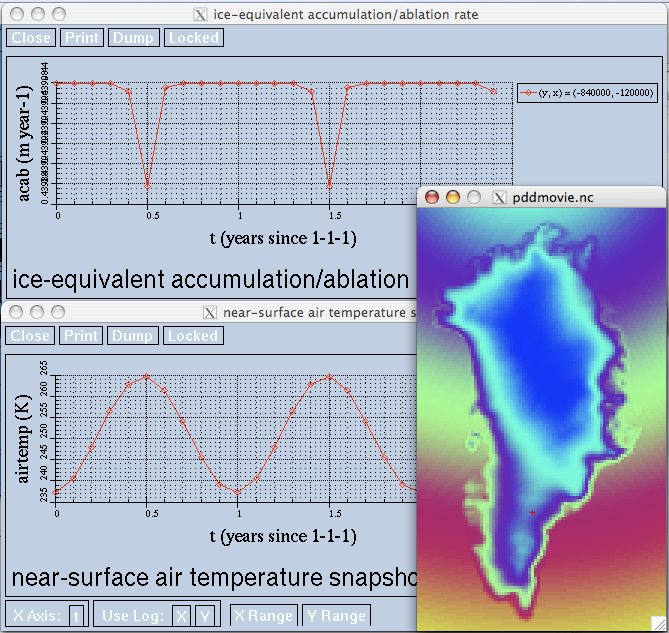 ice-equivalent accumulation/ablation rate
Close Print Dump Locked
acab (m year-1)
(y, x) = (-840000, -120000)
0 0.5 1 1.5
t (years since 1-1-1)
ice-equivalent accumulation/ablation
pddmovie.nc
near-surface air temperature s
Close Print Dump Locked
airtemp (K)
265
260
255
250
245
240
235
0 0.5 1 1.5
t (years since 1-1-1)
near-surface air temperature snapsho
X Axis: t Use Log: X Y X Range Y Range